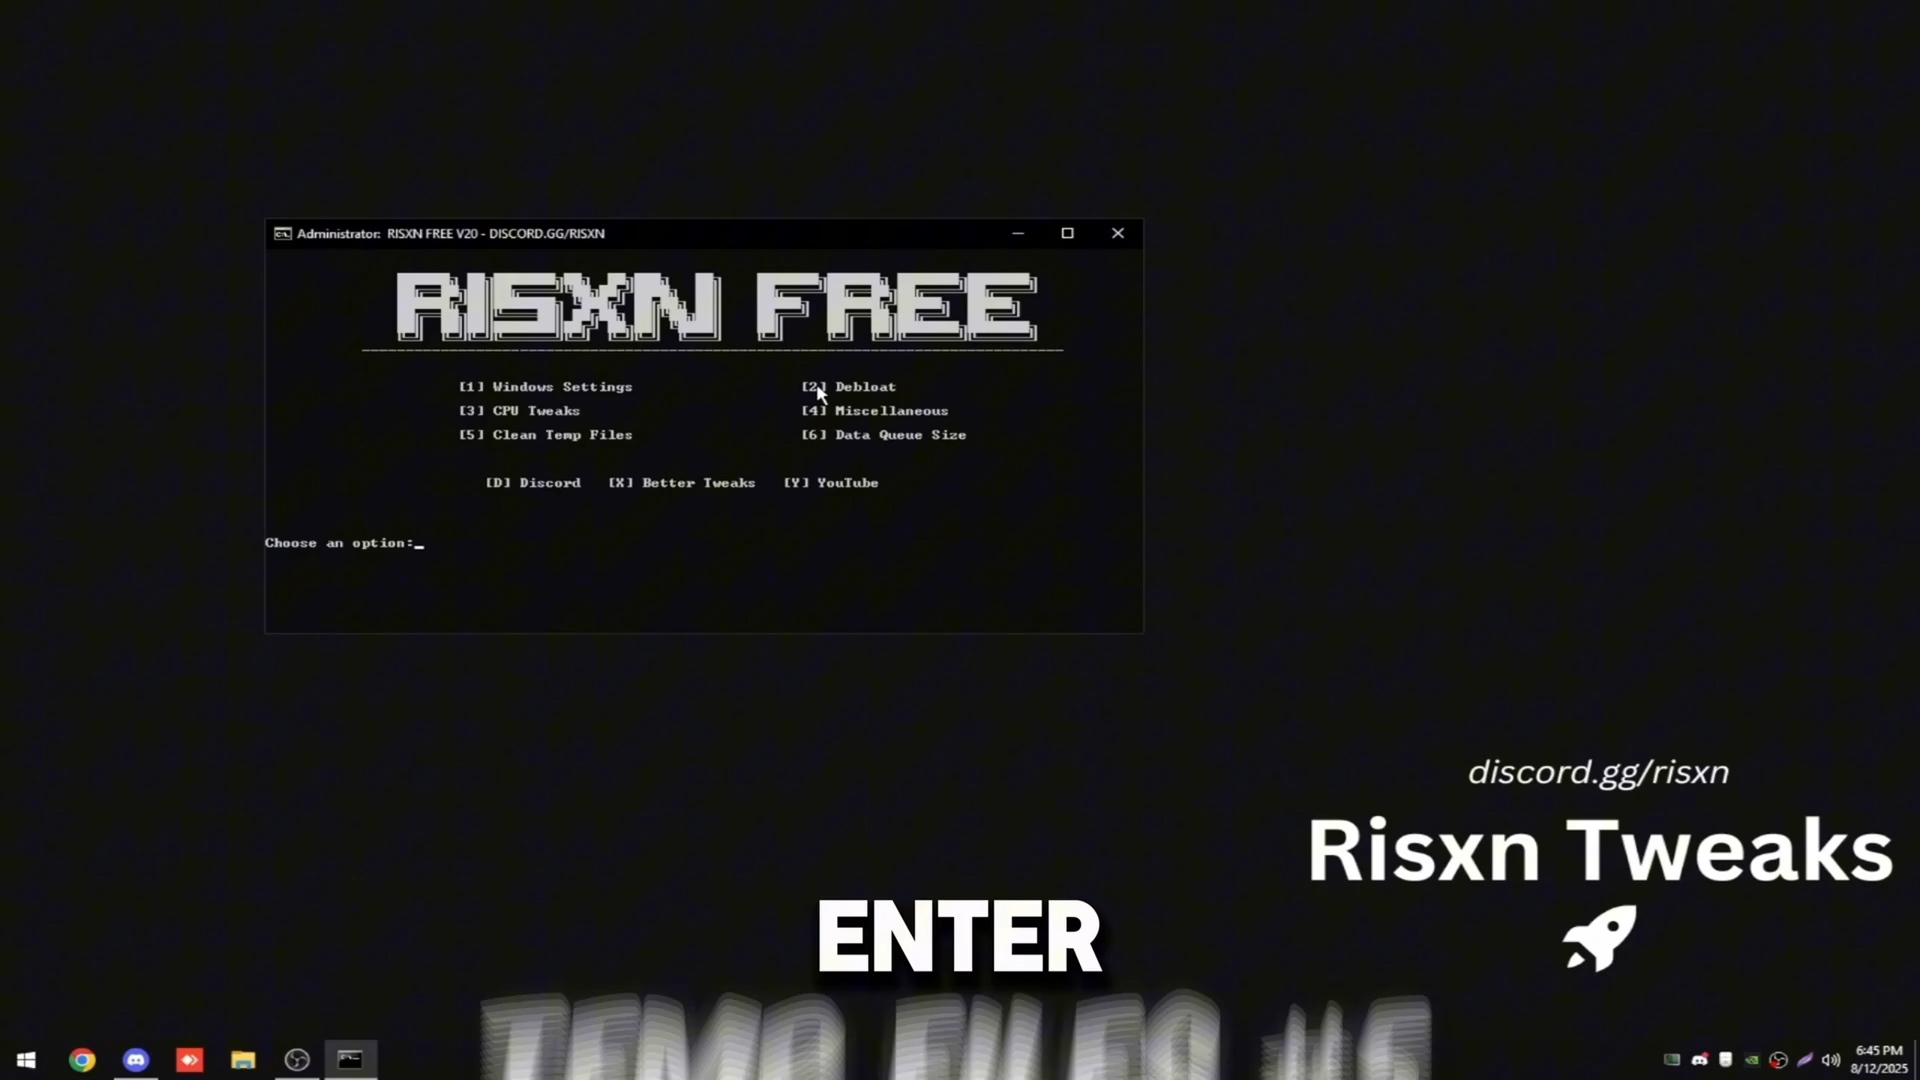 Administrator: RISXN FREE V20 - DISCORD.GG/RISXN
RISXN FREE
[1] Windows Settings [2] Debloat
[3] CPU Tweaks [4] Miscellaneous
[5] Clean Temp Files [6] Data Queue Size
[D] Discord [X] Better Tweaks [Y] YouTube
Choose an option:_
discord.gg/risxn
Risxn Tweaks
ENTER
TEMP FILES
6:45 PM
8/12/2025